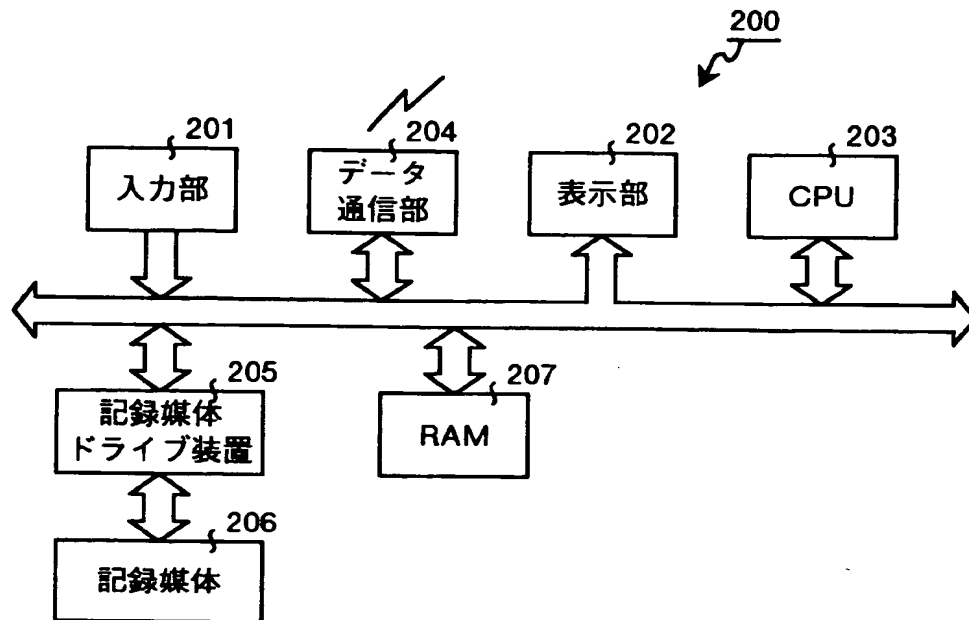 200
201
204
202
203
入力部
データ
通信部
表示部
CPU
205
207
記録媒体
ドライブ装置
RAM
206
記録媒体